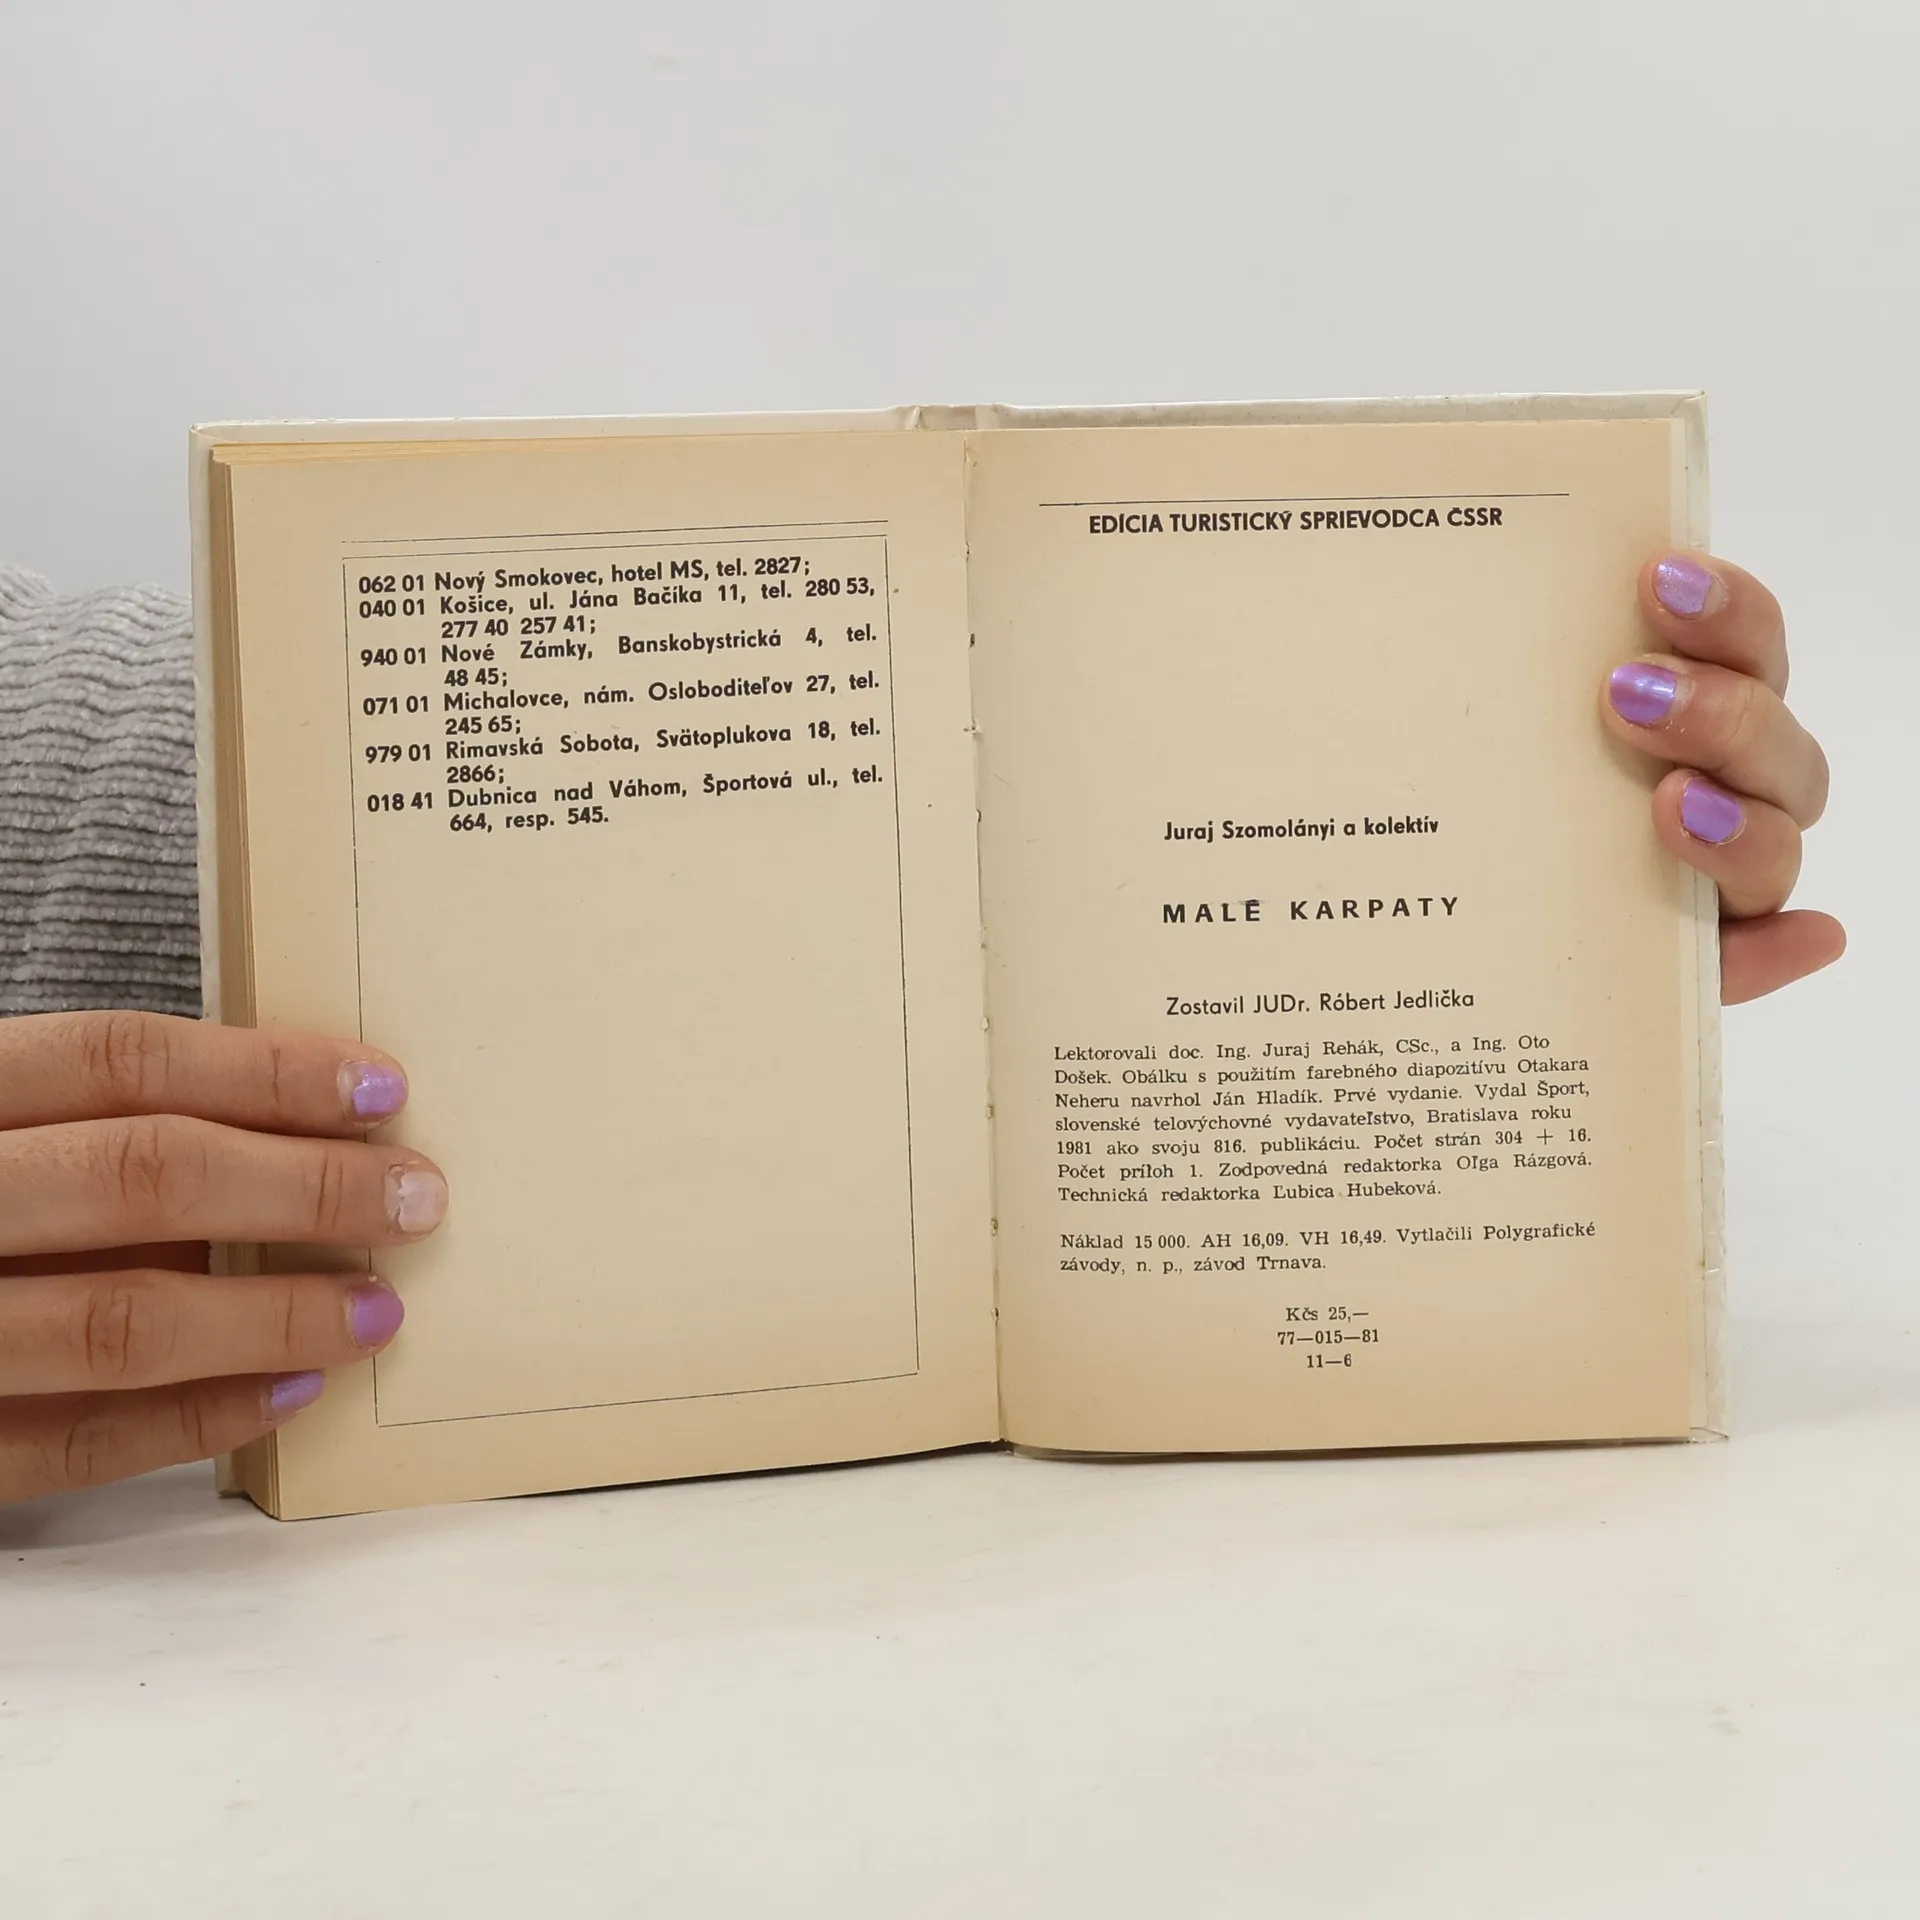 062 01 Nový Smokovec, hotel MS, tel. 2827;
040 01 Košice, ul. Jána Bačíka 11, tel. 280 53,
277 40 257 41;
940 01 Nové Zámky, Banskobystrická 4, tel.
48 45;
071 01 Michalovce, nám. Osloboditeľov 27, tel.
245 65;
979 01 Rimavská Sobota, Svätoplukova 18, tel.
2866;
018 41 Dubnica nad Váhom, Športová ul., tel.
664, resp. 545.
EDÍCIA TURISTICKÝ SPRIEVODCA ČSSR
Juraj Szomolányi a kolektív
MALÉ KARPATY
Zostavil JUDr. Róbert Jedlička
Lektorovali doc. Ing. Juraj Rehák, CSc., a Ing. Oto
Došek. Obálku s použitím farebného diapozitívu Otakara
Neheru navrhol Ján Hladík. Prvé vydanie. Vydal Šport,
slovenské telovýchovné vydavateľstvo, Bratislava roku
1981 ako svoju 816. publikáciu. Počet strán 304 + 16.
Počet príloh 1. Zodpovedná redaktorka Oľga Rázgová.
Technická redaktorka Ľubica Hubeková.
Náklad 15 000. AH 16,09. VH 16,49. Vytlačili Polygrafické
závody, n. p., závod Trnava.
Kčs 25,—
77—015—81
11—6